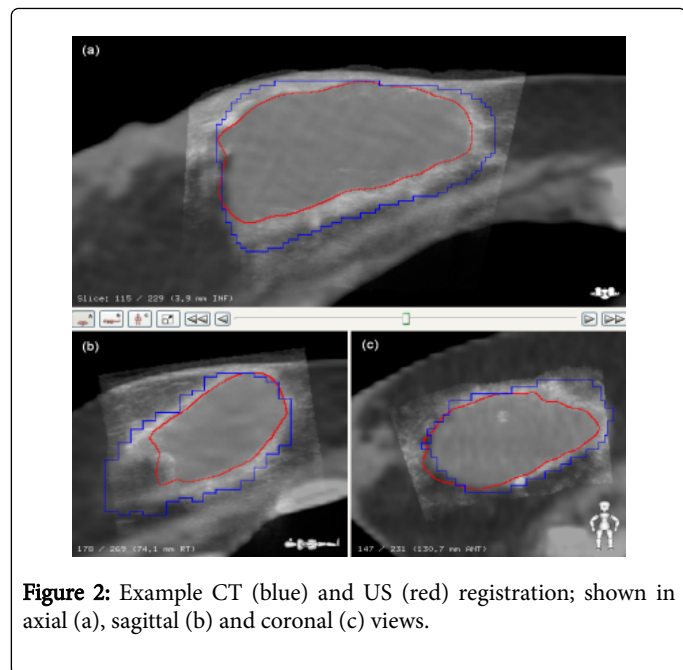 (a)
Slice: 115 / 229 (3.9 mm INF)
(b)
(c)
178 / 269 (74.1 mm RT)
147 / 231 (130.7 mm ANT)
Figure 2: Example CT (blue) and US (red) registration; shown in
axial (a), sagittal (b) and coronal (c) views.